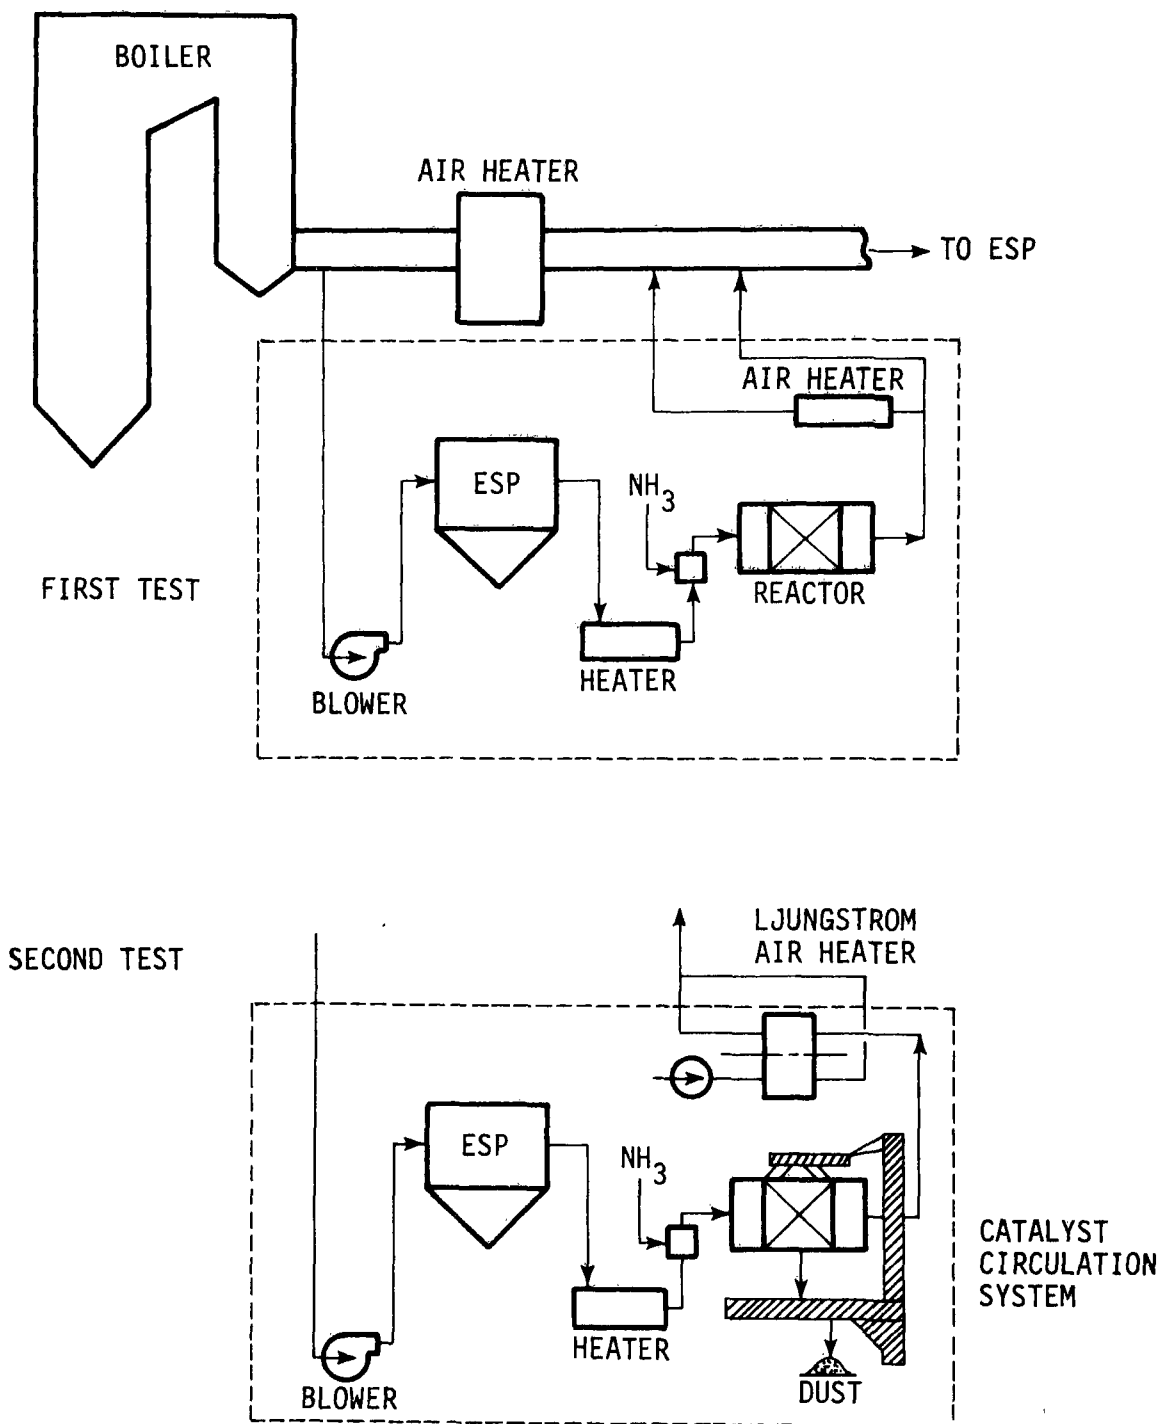 BOILER
AIR HEATER
TO ESP
AIR HEATER
ESP
NH3
FIRST TEST
REACTOR
HEATER
BLOWER
LJUNGSTROM
AIR HEATER
SECOND TEST
ESP
NH3
CATALYST
CIRCULATION
SYSTEM
HEATER
DUST
BLOWER